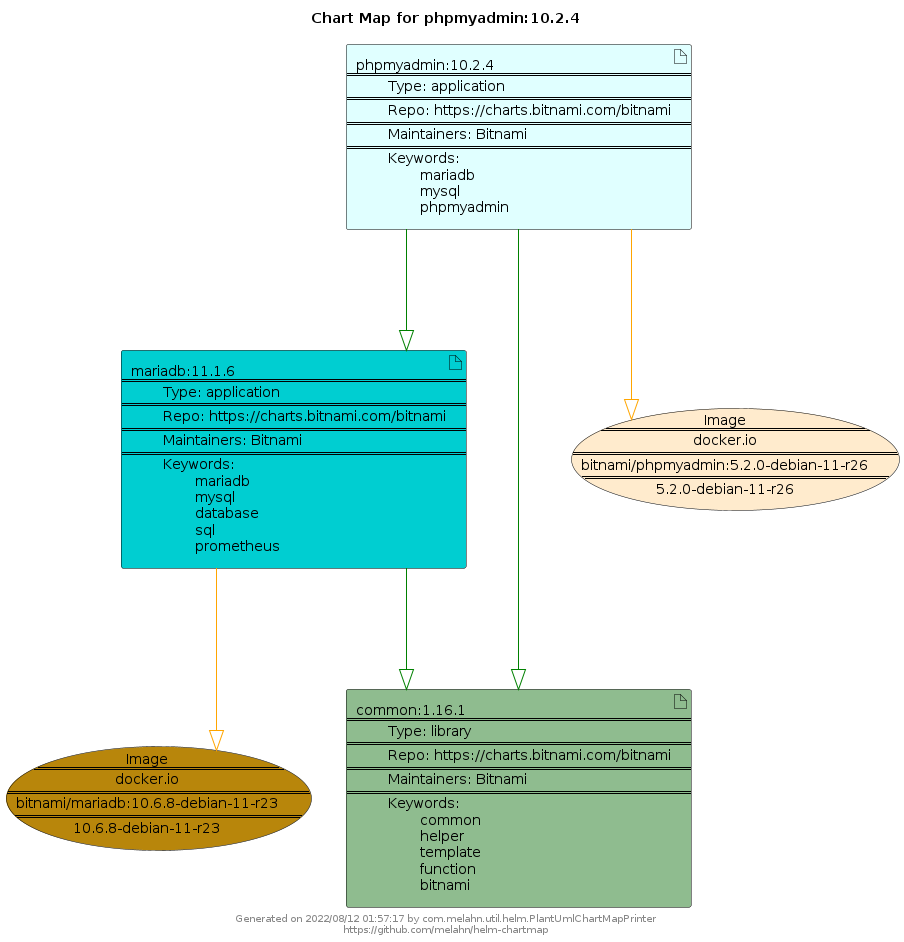 Chart Map for phpmyadmin:10.2.4
phpmyadmin:10.2.4
Type: application
Repo: https://charts.bitnami.com/bitnami
Maintainers: Bitnami
Keywords:
mariadb
mysql
phpmyadmin
mariadb:11.1.6
Type: application
Repo: https://charts.bitnami.com/bitnami
Maintainers: Bitnami
Keywords:
mariadb
mysql
database
sql
prometheus
Image
docker.io
bitnami/phpmyadmin:5.2.0-debian-11-r26
5.2.0-debian-11-r26
common:1.16.1
Type: library
Repo: https://charts.bitnami.com/bitnami
Maintainers: Bitnami
Keywords:
common
helper
template
function
bitnami
Image
docker.io
bitnami/mariadb:10.6.8-debian-11-r23
10.6.8-debian-11-r23
Generated on 2022/08/12 01:57:17 by com.melahn.util.helm.PlantUmlChartMapPrinter
https://github.com/melahn/helm-chartmap